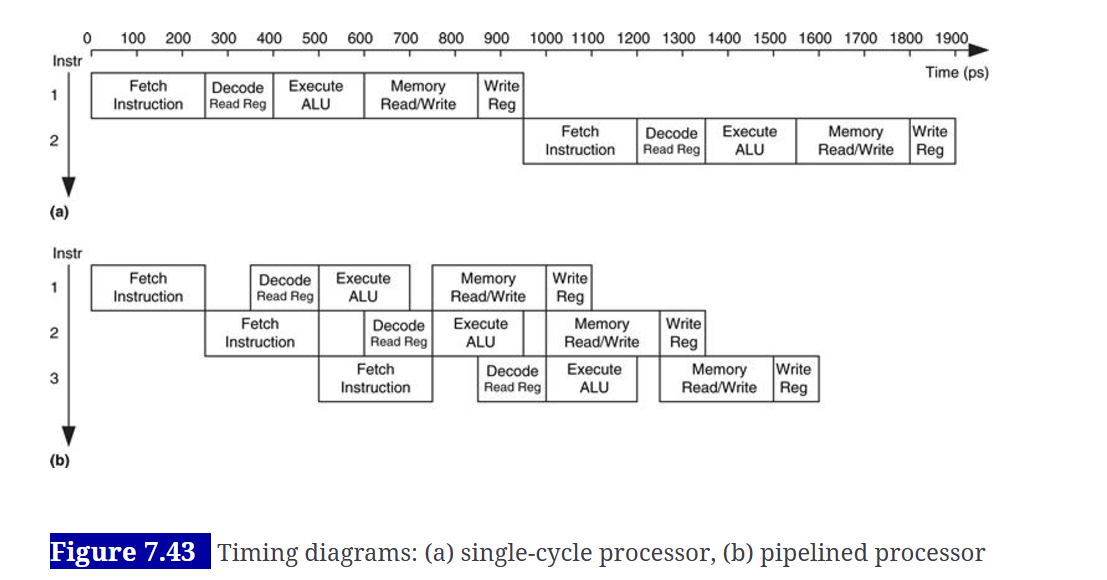 0 100 200 300 400 500 600 700 800 900 1000 1100 1200 1300 1400 1500 1600 1700 1800 1900
Instr
Time (ps)
1
Fetch
Instruction
Decode
Read Reg
Execute
ALU
Memory
Read/Write
Write
Reg
2
Fetch
Instruction
Decode
Read Reg
Execute
ALU
Memory
Read/Write
Write
Reg
(a)
Instr
1
Fetch
Instruction
Decode
Read Reg
Execute
ALU
Memory
Read/Write
Write
Reg
2
Fetch
Instruction
Decode
Read Reg
Execute
ALU
Memory
Read/Write
Write
Reg
3
Fetch
Instruction
Decode
Read Reg
Execute
ALU
Memory
Read/Write
Write
Reg
(b)
Figure 7.43 Timing diagrams: (a) single-cycle processor, (b) pipelined processor